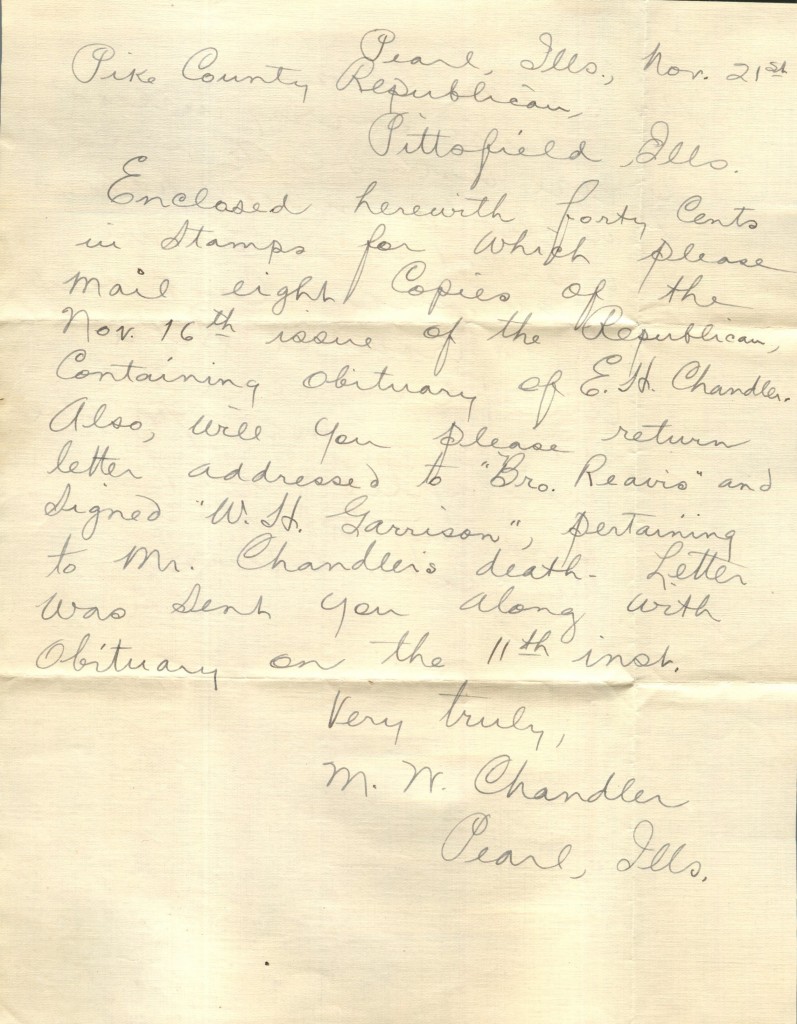 Pearl, Ills., Nov. 21st
Pike County Republican,
Pittsfield Ills.
Enclosed herewith forty Cents
in Stamps for which please
Mail eight Copies of the
Nov. 16th issue of the Republican,
Containing obituary of E. H. Chandler.
Also, will you please return
letter addressed to "Bro. Reavis" and
Signed "W. H. Garrison", pertaining
to Mr. Chandler's death. Letter
Was Sent you along with
Obituary on the 11th inst.
Very truly,
M. W. Chandler
Pearl, Ills.